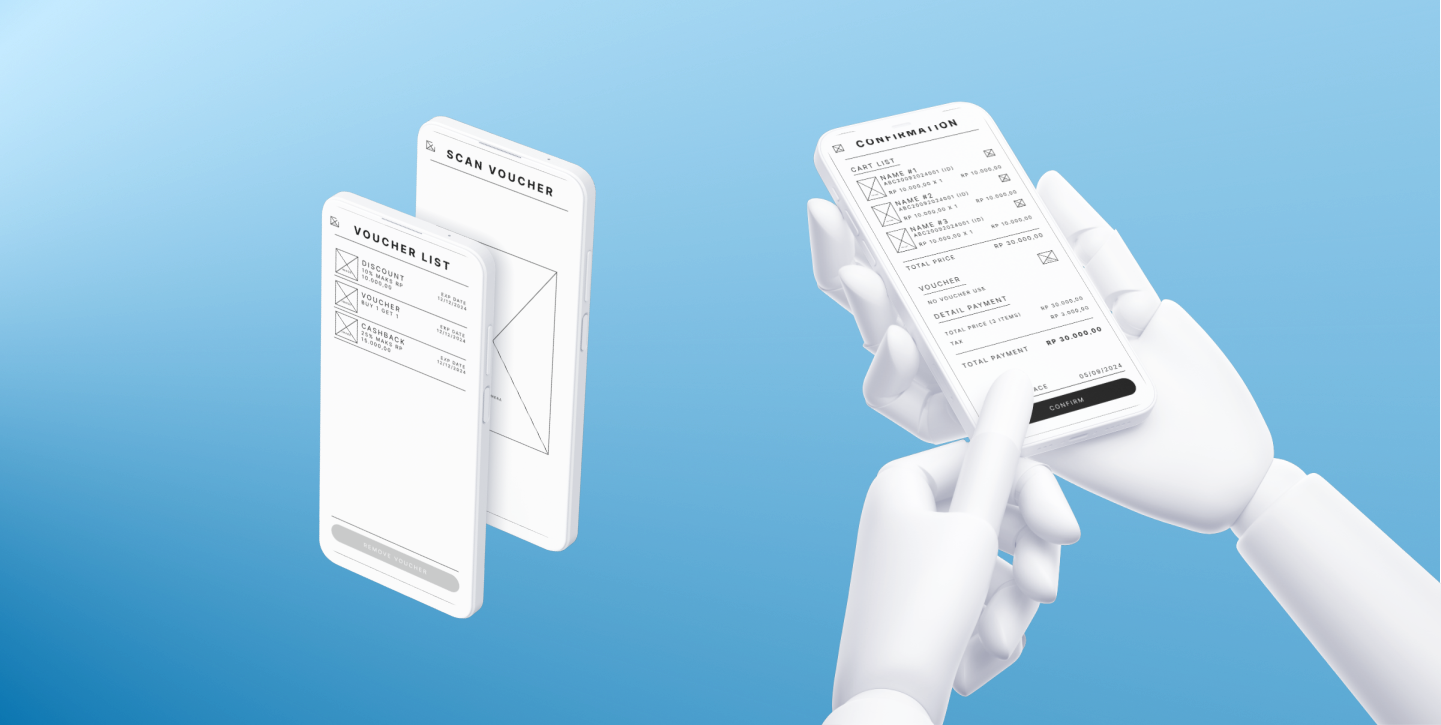 SCAN VOUCHER
VOUCHER LIST
DISCOUNT
10% MAKS RP
10.000,00
EXP DATE
12/12/2024
VOUCHER
BUY 1 GET 1
EXP DATE
12/12/2024
CASHBACK
25% MAKS RP
15.000,00
EXP DATE
12/12/2024
REMOVE VOUCHER
CONFIRMATION
CART LIST
NAME #1
ABC20092024001 (ID)
RP 10.000,00 X 1
RP 10.000,00
NAME #2
ABC20092024001 (ID)
RP 10.000,00 X 1
RP 10.000,00
NAME #3
ABC20092024001 (ID)
RP 10.000,00 X 1
RP 10.000,00
TOTAL PRICE
RP 30.000,00
VOUCHER
NO VOUCHER USE
DETAIL PAYMENT
TOTAL PRICE (3 ITEMS)
RP 30.000,00
TAX
RP 3.000,00
TOTAL PAYMENT
RP 30.000,00
ACE
05/09/2024
CONFIRM